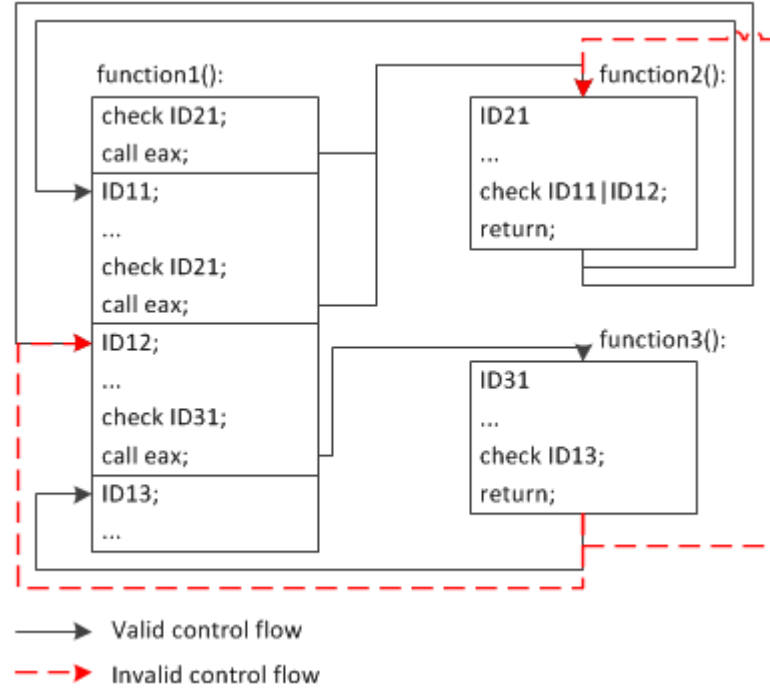 function1():
check ID21;
call eax;
ID11;
...
check ID21;
call eax;
ID12;
...
check ID31;
call eax;
ID13;
...
function2():
ID21
...
check ID11|ID12;
return;
function3():
ID31
...
check ID13;
return;
Valid control flow
Invalid control flow